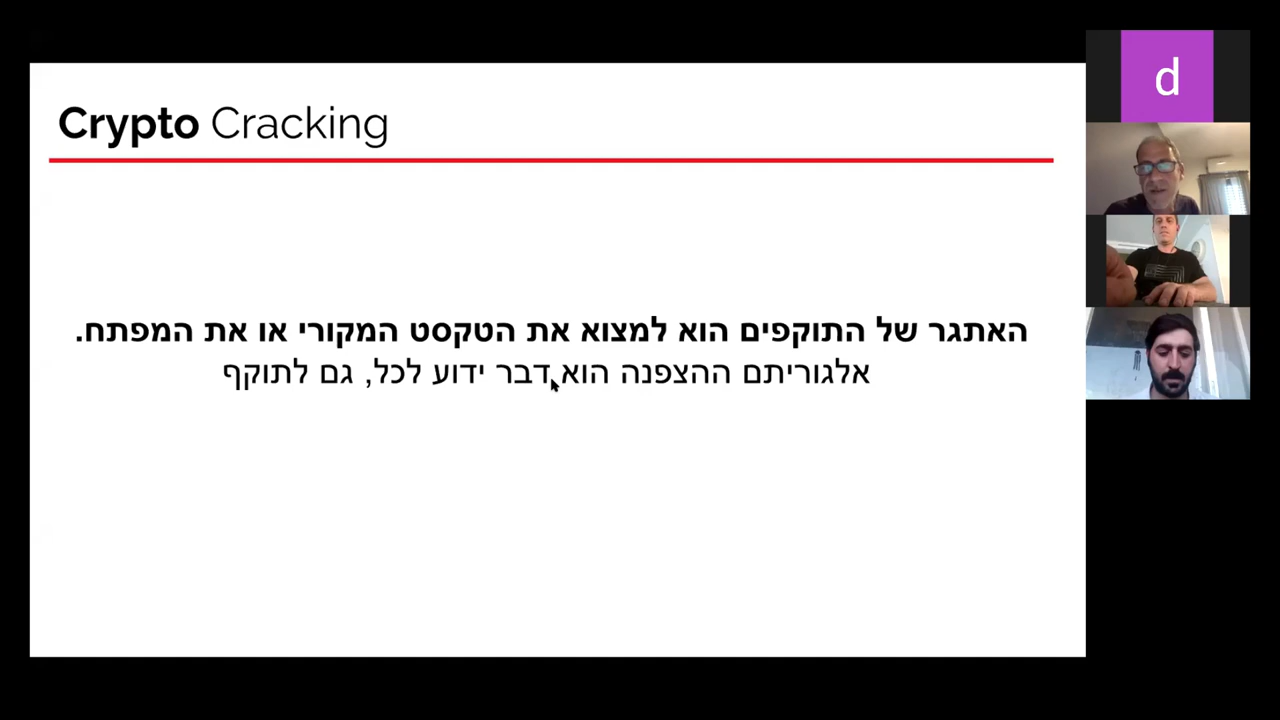 Crypto Cracking
האתגר של התוקפים הוא למצוא את הטקסט המקורי או את המפתח.
אלגוריתם ההצפנה הוא דבר ידוע לכל, גם לתוקף
d